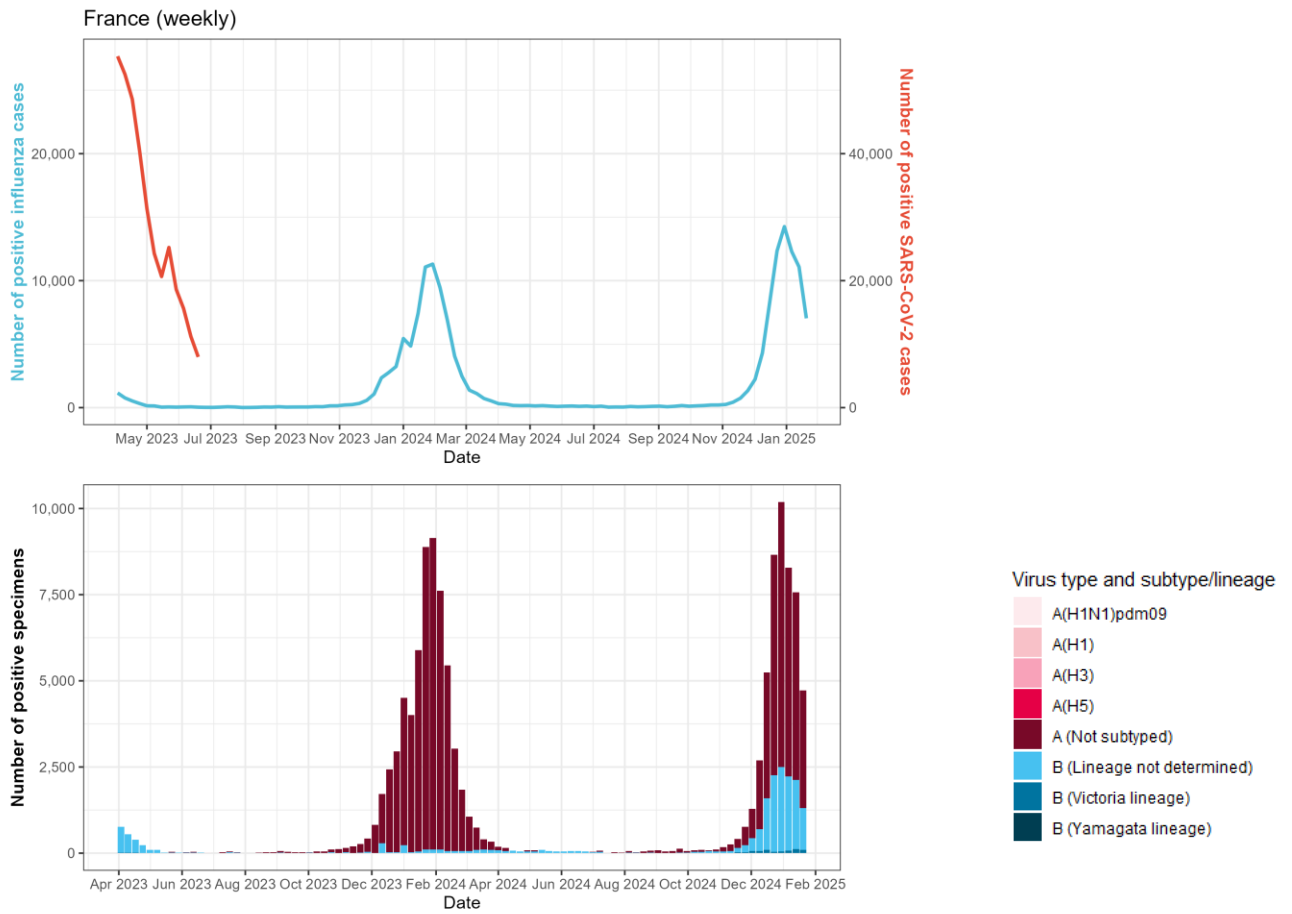 France (weekly)
Number of positive influenza cases
20,000
10,000
0
40,000
20,000
0
Number of positive SARS-CoV-2 cases
May 2023 Jul 2023 Sep 2023 Nov 2023 Jan 2024 Mar 2024 May 2024 Jul 2024 Sep 2024 Nov 2024 Jan 2025
Date
Number of positive specimens
10,000
7,500
5,000
2,500
0
Apr 2023 Jun 2023 Aug 2023 Oct 2023 Dec 2023 Feb 2024 Apr 2024 Jun 2024 Aug 2024 Oct 2024 Dec 2024 Feb 2025
Date
Virus type and subtype/lineage
A(H1N1)pdm09
A(H1)
A(H3)
A(H5)
A (Not subtyped)
B (Lineage not determined)
B (Victoria lineage)
B (Yamagata lineage)